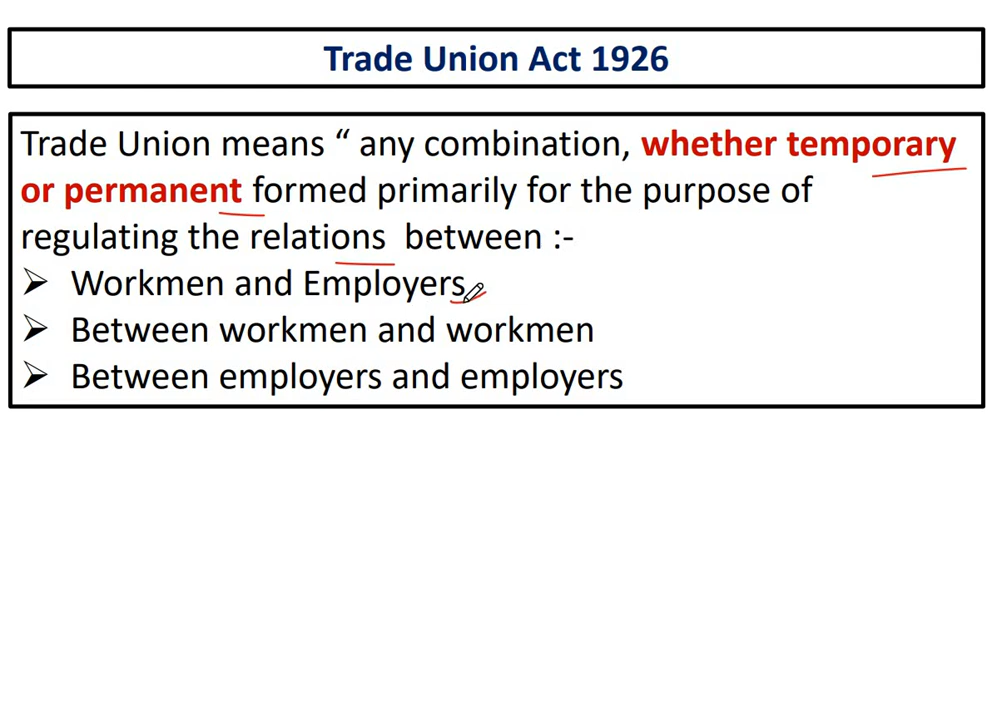 Trade Union Act 1926
Trade Union means “ any combination, whether temporary
or permanent formed primarily for the purpose of
regulating the relations between :-
➢ Workmen and Employers
➢ Between workmen and workmen
➢ Between employers and employers